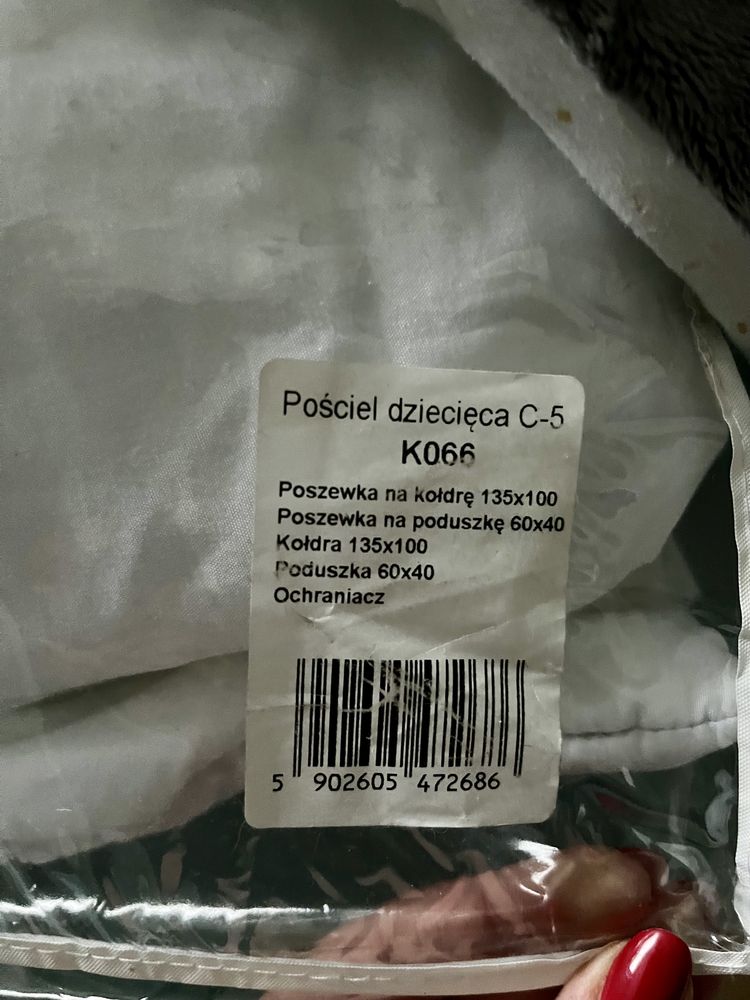 Pościel dziecięca C-5
K066
Poszewka na kołdrę 135x100
Poszewka na poduszkę 60x40
Kołdra 135x100
Poduszka 60x40
Ochraniacz
5 902605 472686